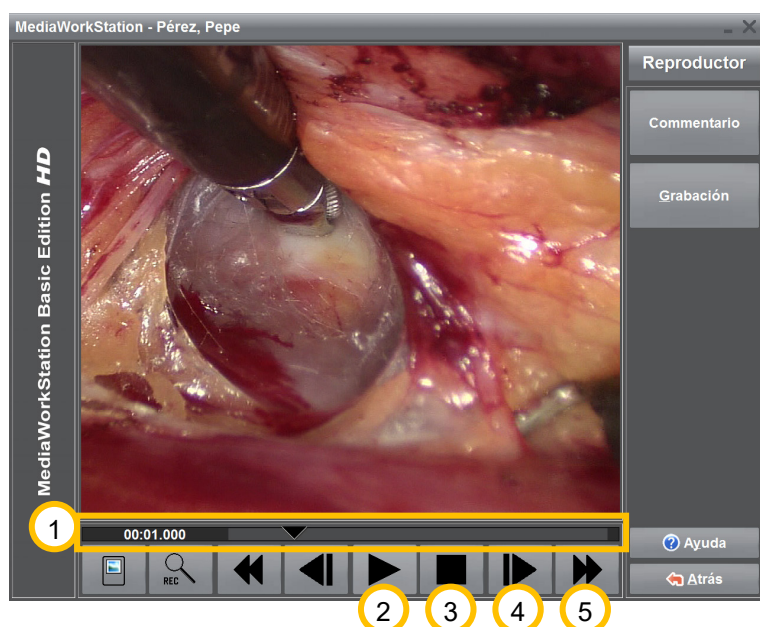 MediaWorkStation - Pérez, Pepe
MediaWorkStation Basic Edition HD
Reproductor
Commentario
Grabación
1
00:01.000
REC
Ayuda
Atrás
2
3
4
5